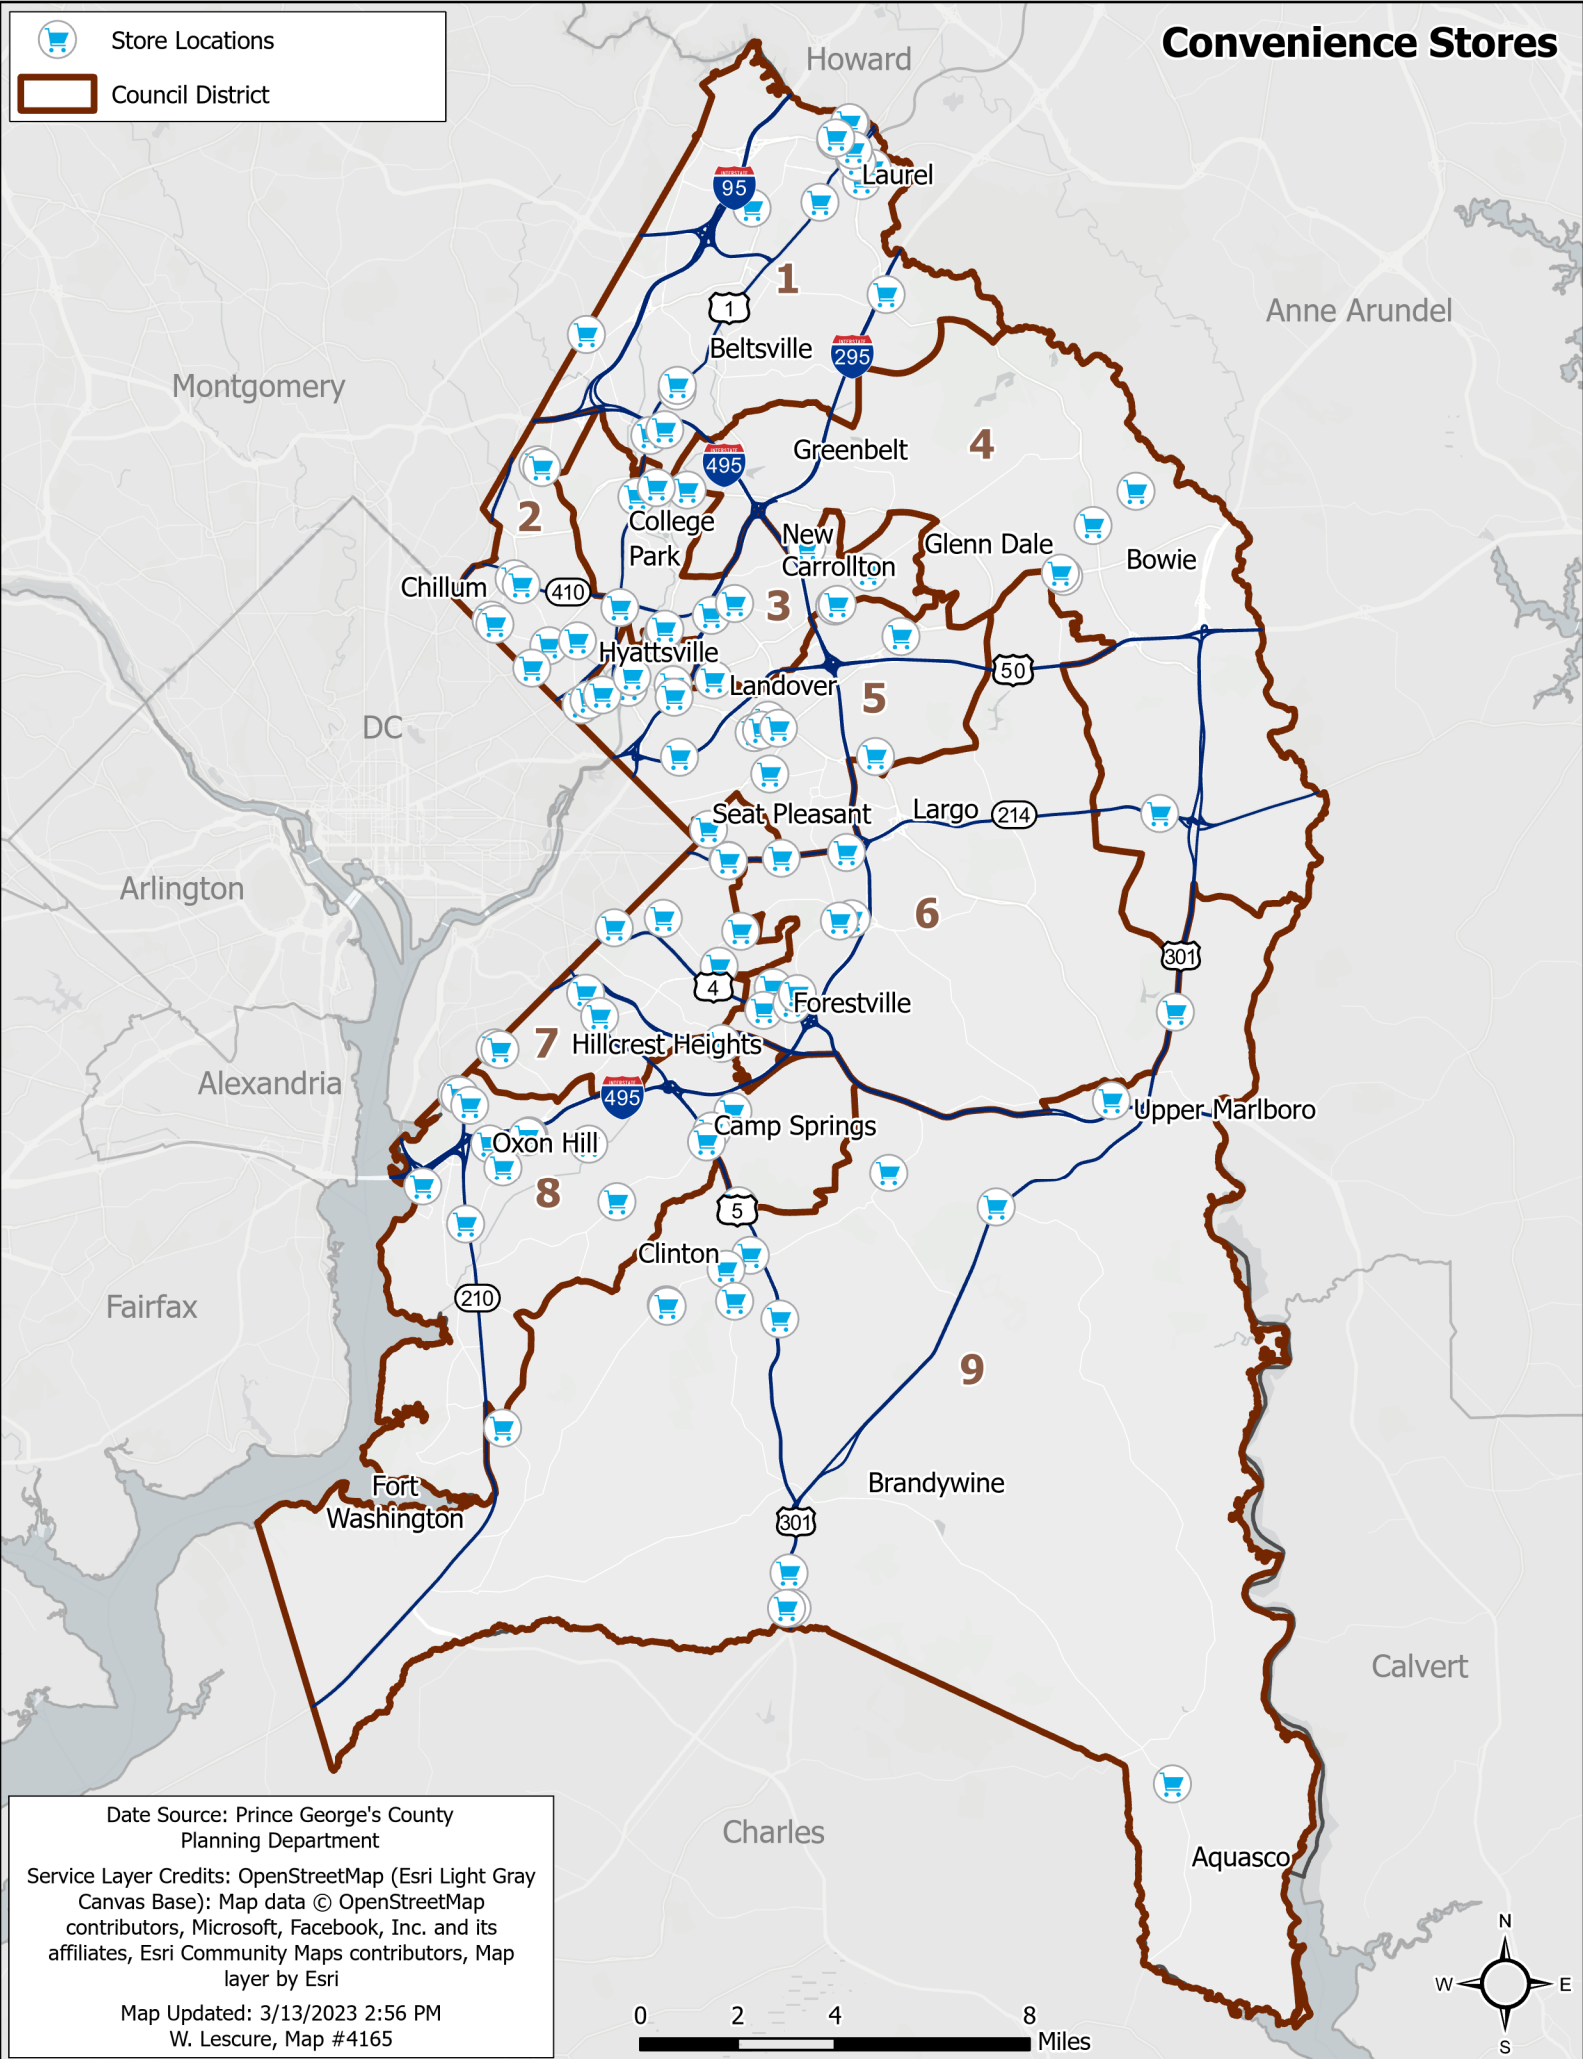 Convenience Stores
Store Locations
Council District
Howard
INTERSTATE
95
Laurel
1
1
Anne Arundel
Beltsville
INTERSTATE
295
Montgomery
Greenbelt
4
INTERSTATE
495
2
College
Park
New
Carrollton
Glenn Dale
Bowie
Chillum
410
3
Hyattsville
50
Landover
5
DC
Seat Pleasant
Largo
214
Arlington
6
301
4
Forestville
7
Hillcrest Heights
Alexandria
INTERSTATE
495
Upper Marlboro
Camp Springs
Oxon Hill
8
5
Clinton
210
Fairfax
9
Brandywine
Fort
Washington
301
Calvert
Charles
Aquasco
Date Source: Prince George's County
Planning Department
Service Layer Credits: OpenStreetMap (Esri Light Gray
Canvas Base): Map data © OpenStreetMap
contributors, Microsoft, Facebook, Inc. and its
affiliates, Esri Community Maps contributors, Map
layer by Esri
Map Updated: 3/13/2023 2:56 PM
W. Lescure, Map #4165
0 2 4 8
Miles
N
W E
S